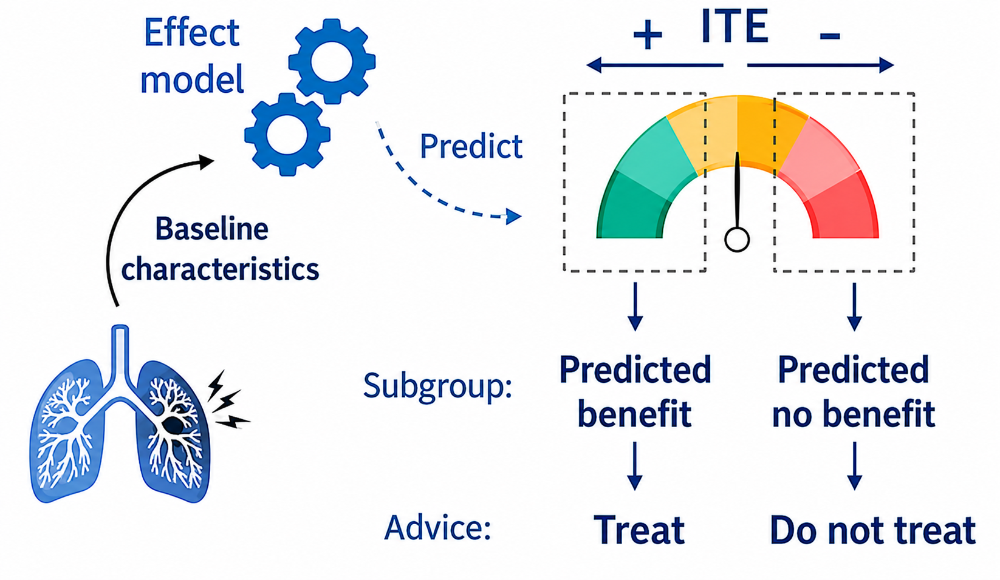 Effect
model
+ ITE -
Predict
Baseline
characteristics
Subgroup:
Predicted
benefit
Predicted
no benefit
Advice:
Treat
Do not treat